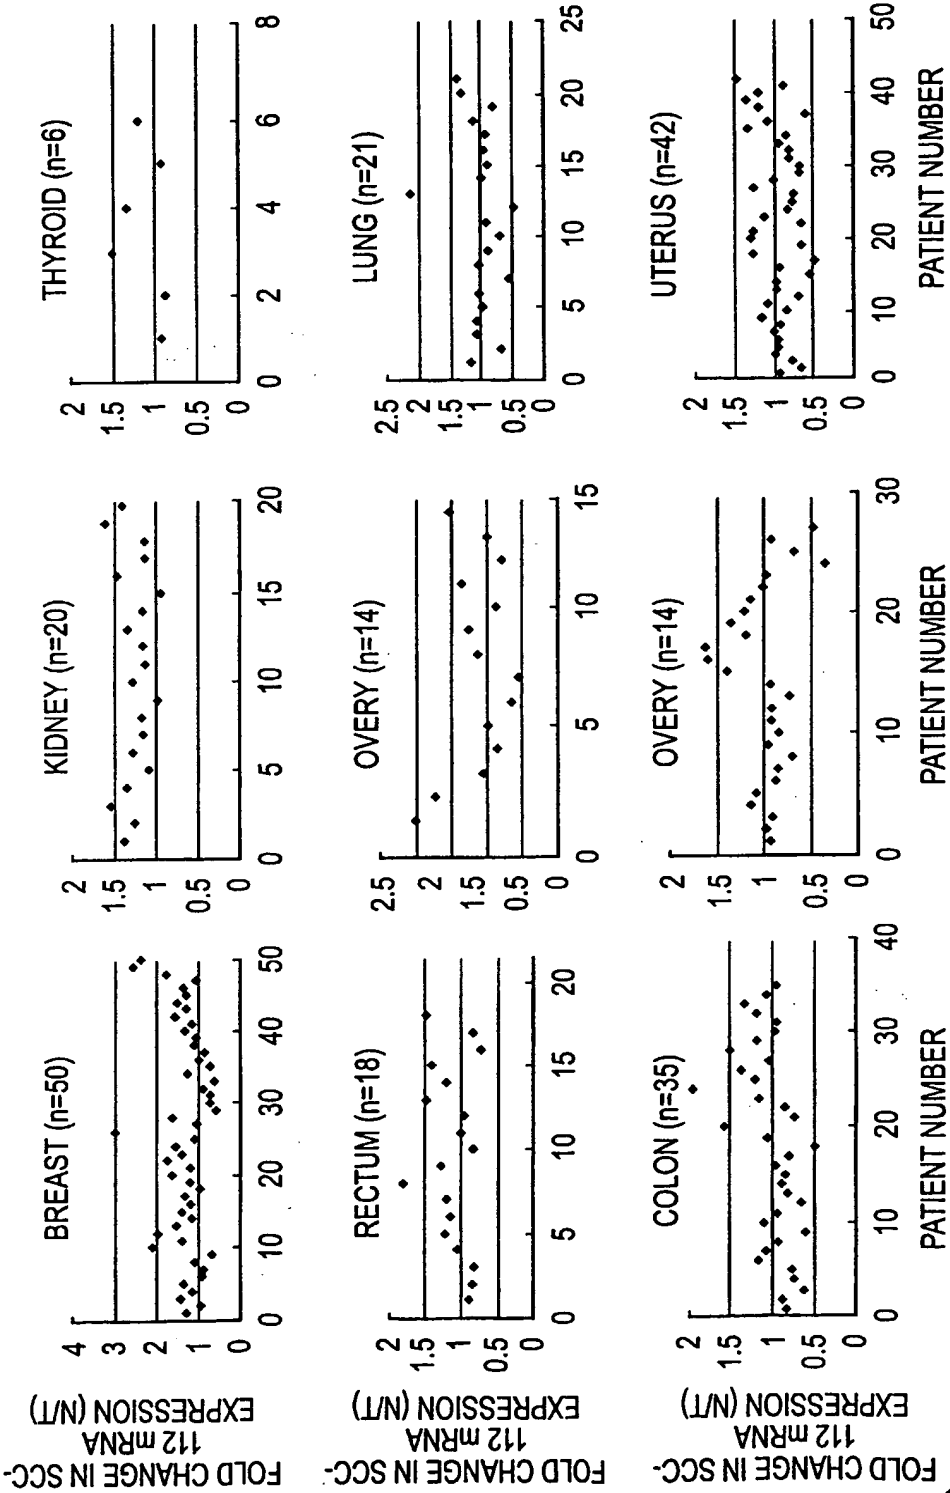 FOLD CHANGE IN SCC-
112 mRNA
EXPRESSION (N/T)
BREAST (n=50)
4
3
2
1
0
0 10 20 30 40 50
KIDNEY (n=20)
2
1.5
1
0.5
0
0 5 10 15 20
THYROID (n=6)
2
1.5
1
0.5
0
0 2 4 6 8
FOLD CHANGE IN SCC-
112 mRNA
EXPRESSION (N/T)
RECTUM (n=18)
2
1.5
1
0.5
0
0 5 10 15 20
OVERY (n=14)
2.5
2
1.5
1
0.5
0
0 5 10 15
LUNG (n=21)
2.5
2
1.5
1
0.5
0
0 5 10 15 20 25
FOLD CHANGE IN SCC-
112 mRNA
EXPRESSION (N/T)
COLON (n=35)
2
1.5
1
0.5
0
0 10 20 30 40
PATIENT NUMBER
OVERY (n=14)
2
1.5
1
0.5
0
0 10 20 30
PATIENT NUMBER
UTERUS (n=42)
2
1.5
1
0.5
0
0 10 20 30 40 50
PATIENT NUMBER